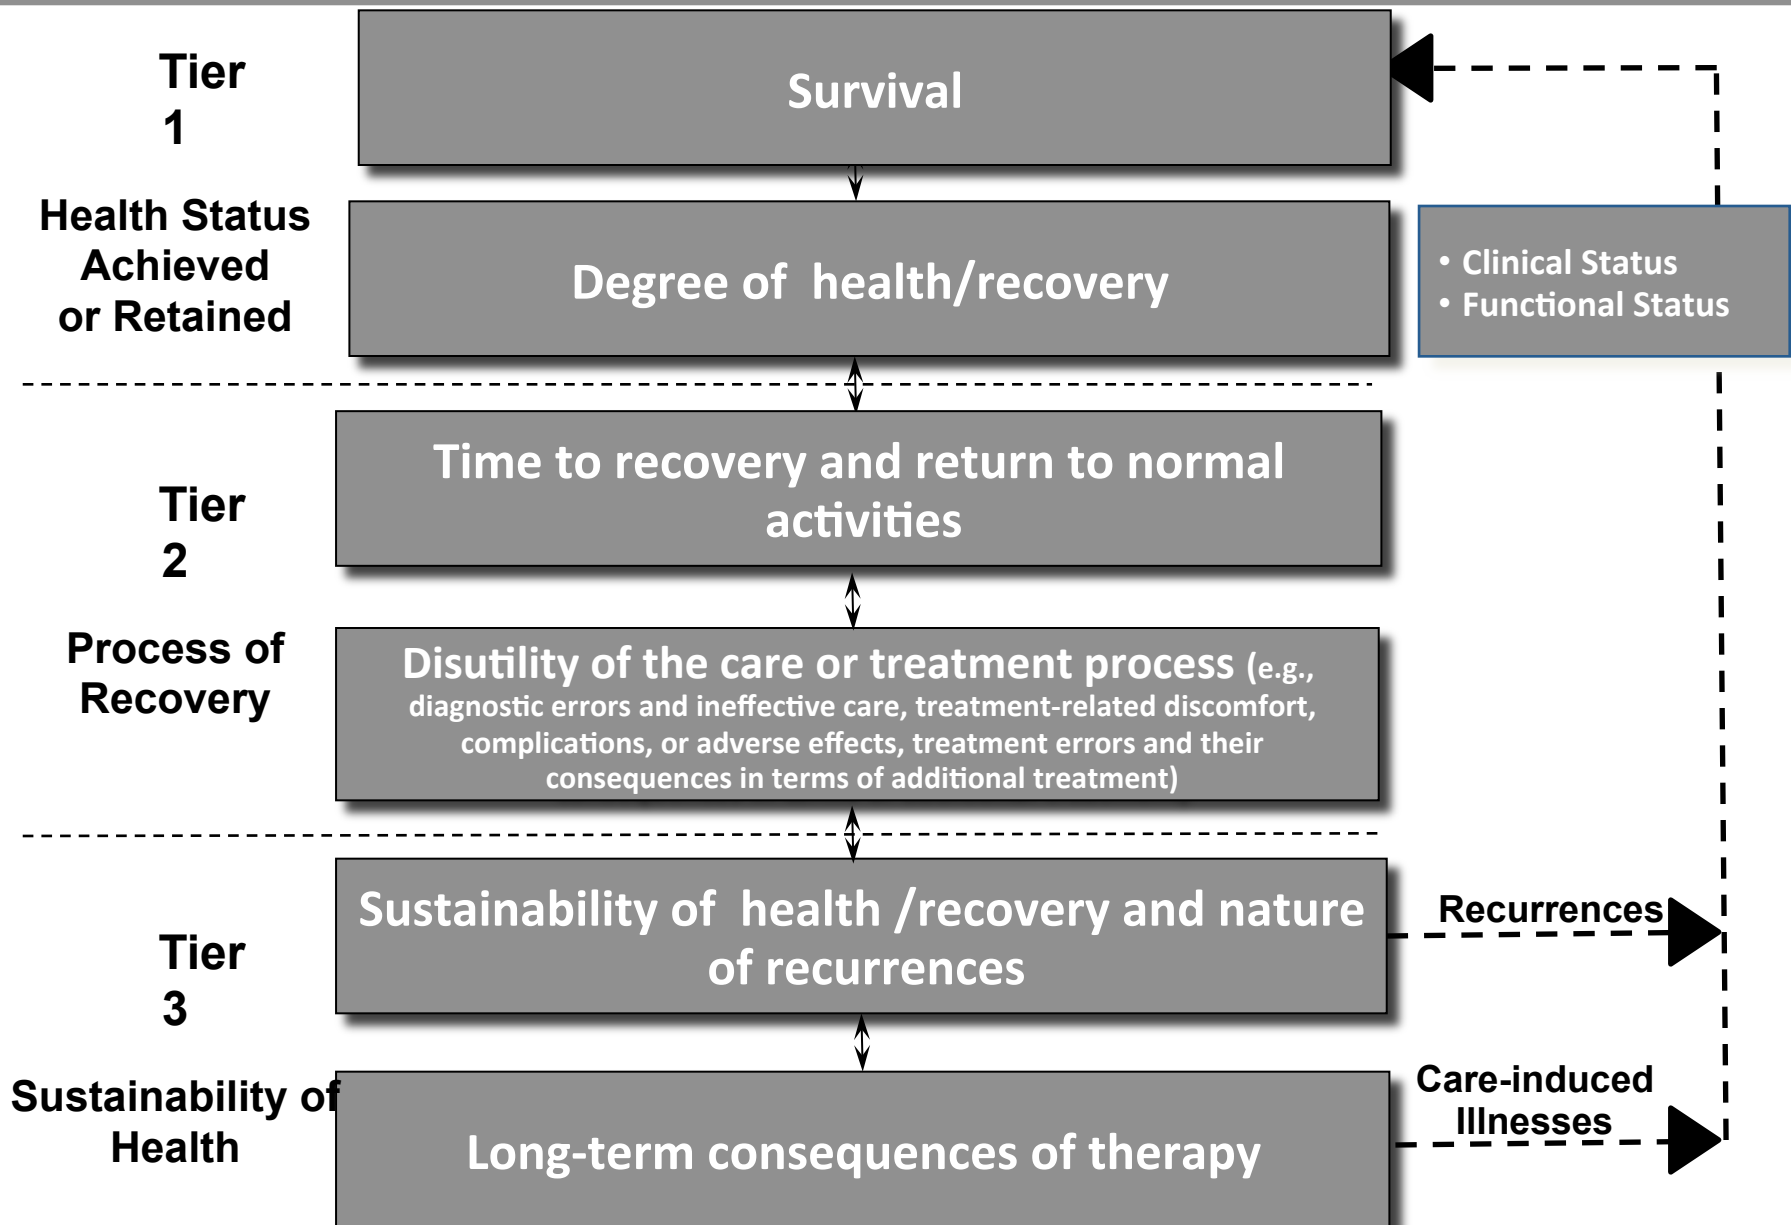 Tier
1
Survival
Health Status
Achieved
or Retained
Degree of  health/recovery
• Clinical Status
• Functional Status
Tier
2
Time to recovery and return to normal
activities
Process of
Recovery
Disutility of the care or treatment process (e.g.,
diagnostic errors and ineffective care, treatment-related discomfort,
complications, or adverse effects, treatment errors and their
consequences in terms of additional treatment)
Tier
3
Sustainability of  health /recovery and nature
of recurrences
Recurrences
Sustainability of
Health
Long-term consequences of therapy
Care-induced
Illnesses